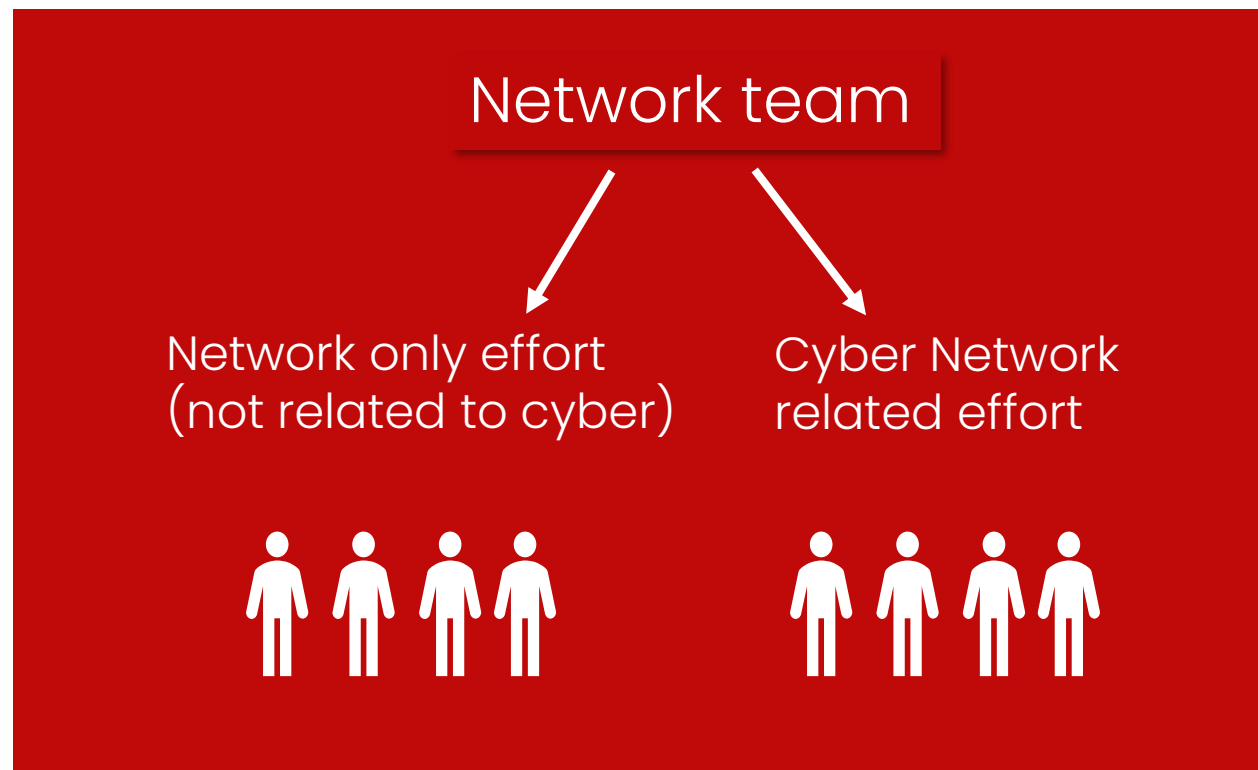 Network team
Network only effort
(not related to cyber)
Cyber Network
related effort